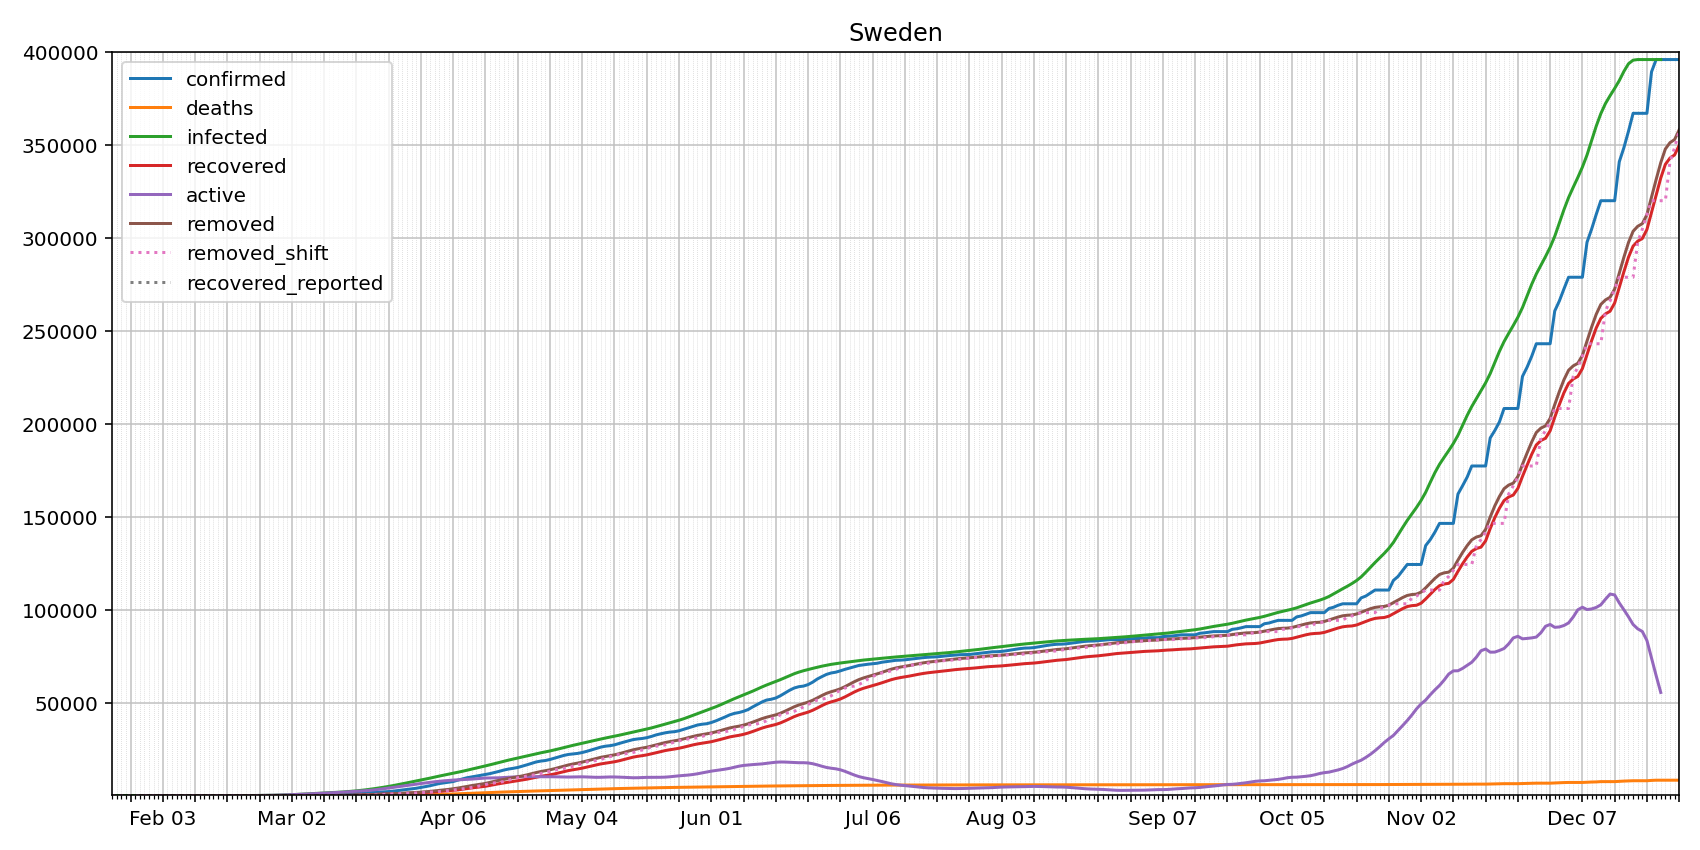 Sweden
400000
350000
300000
250000
200000
150000
100000
50000
confirmed
deaths
infected
recovered
active
removed
removed_shift
recovered_reported
Feb 03 Mar 02 Apr 06 May 04 Jun 01 Jul 06 Aug 03 Sep 07 Oct 05 Nov 02 Dec 07